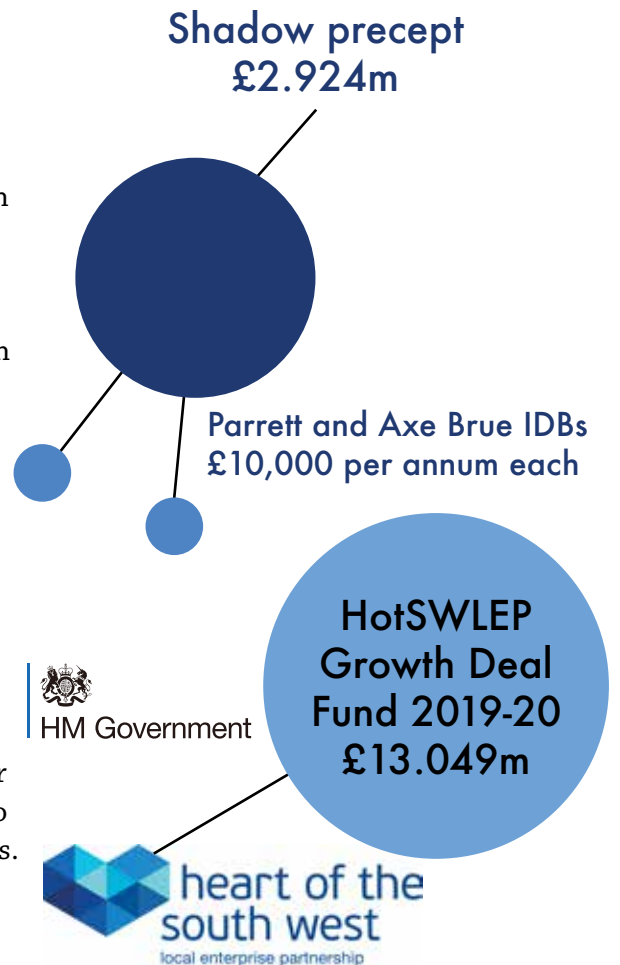 Shadow precept
£2.924m
Parrett and Axe Brue IDBs
£10,000 per annum each
HotSWLEP
Growth Deal
Fund 2019-20
£13.049m
HM Government
s.
heart of the
south west
local enterprise partnership